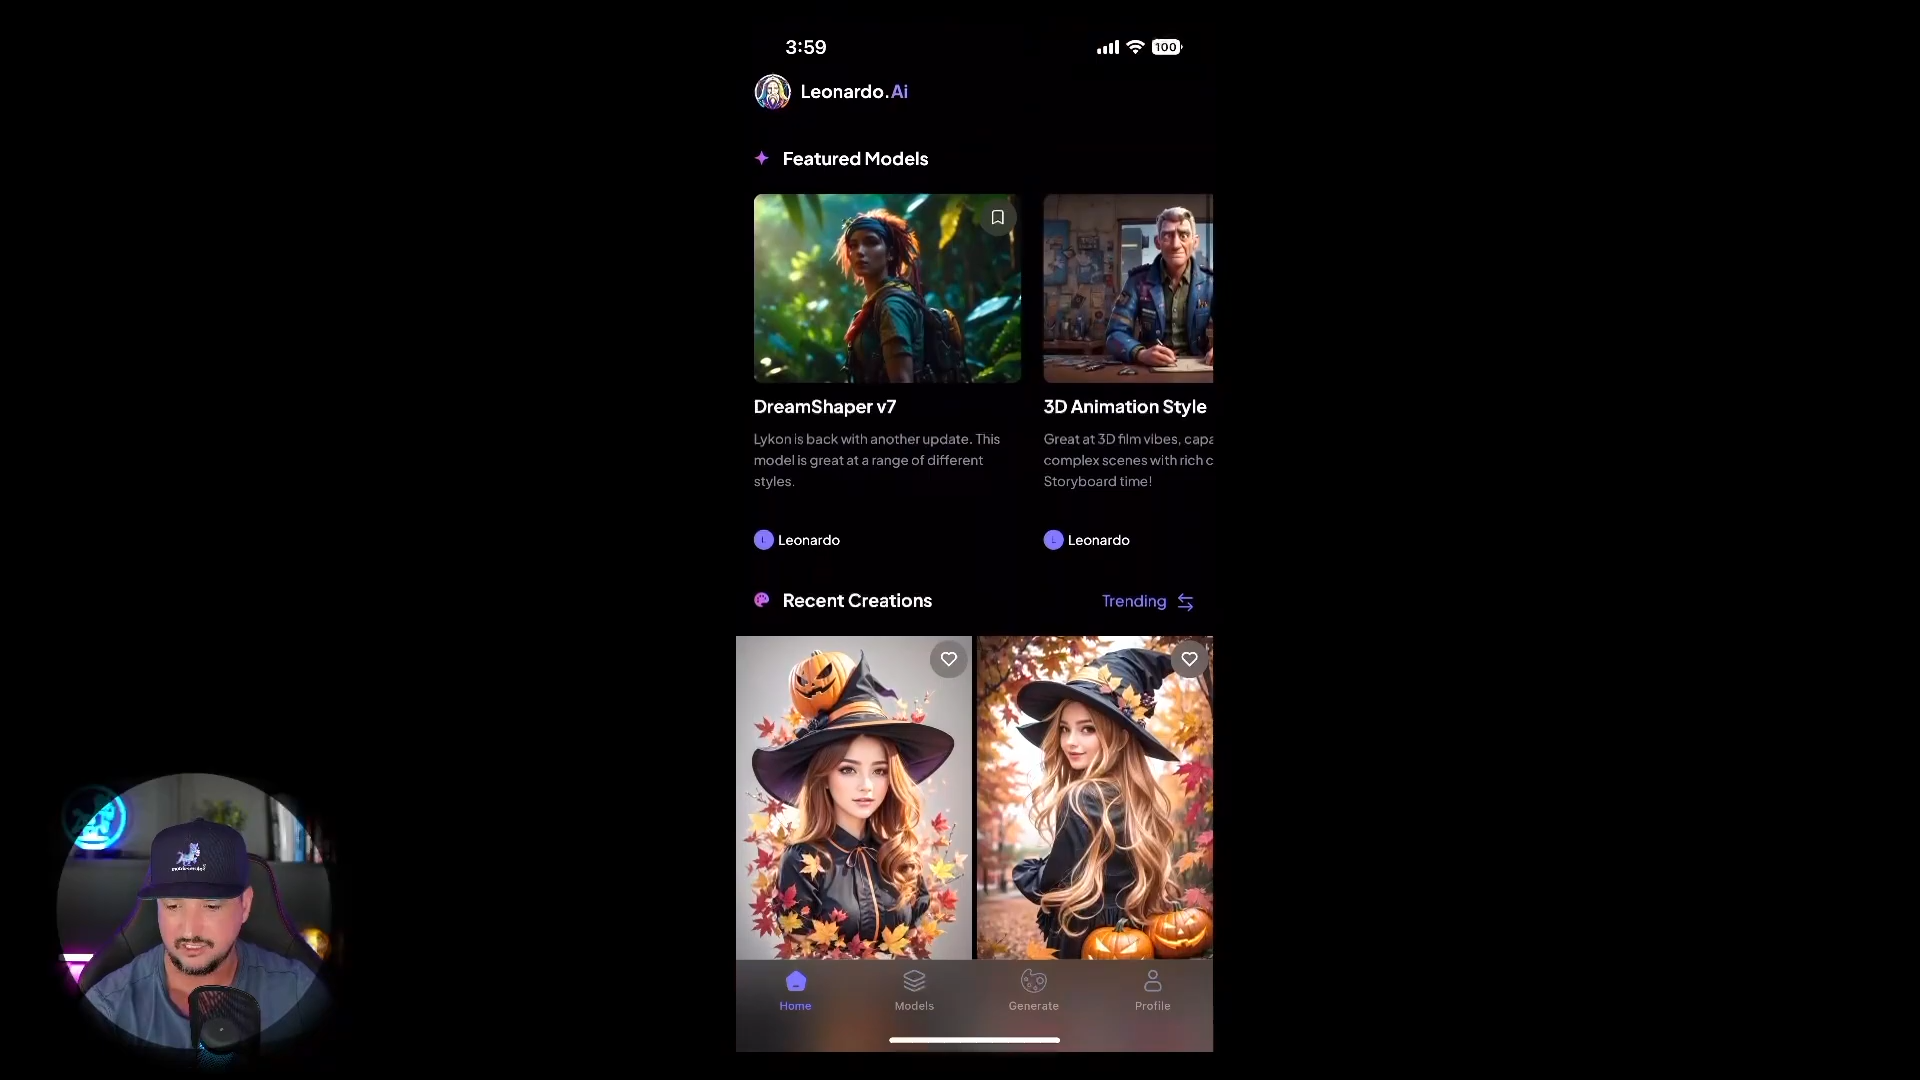 3:59
100
Leonardo.Ai
Featured Models
DreamShaper v7
Lykon is back with another update. This
model is great at a range of different
styles.
L Leonardo
3D Animation Style
Great at 3D film vibes, capa
complex scenes with rich c
Storyboard time!
L Leonardo
Recent Creations
Trending
Home
Models
Generate
Profile